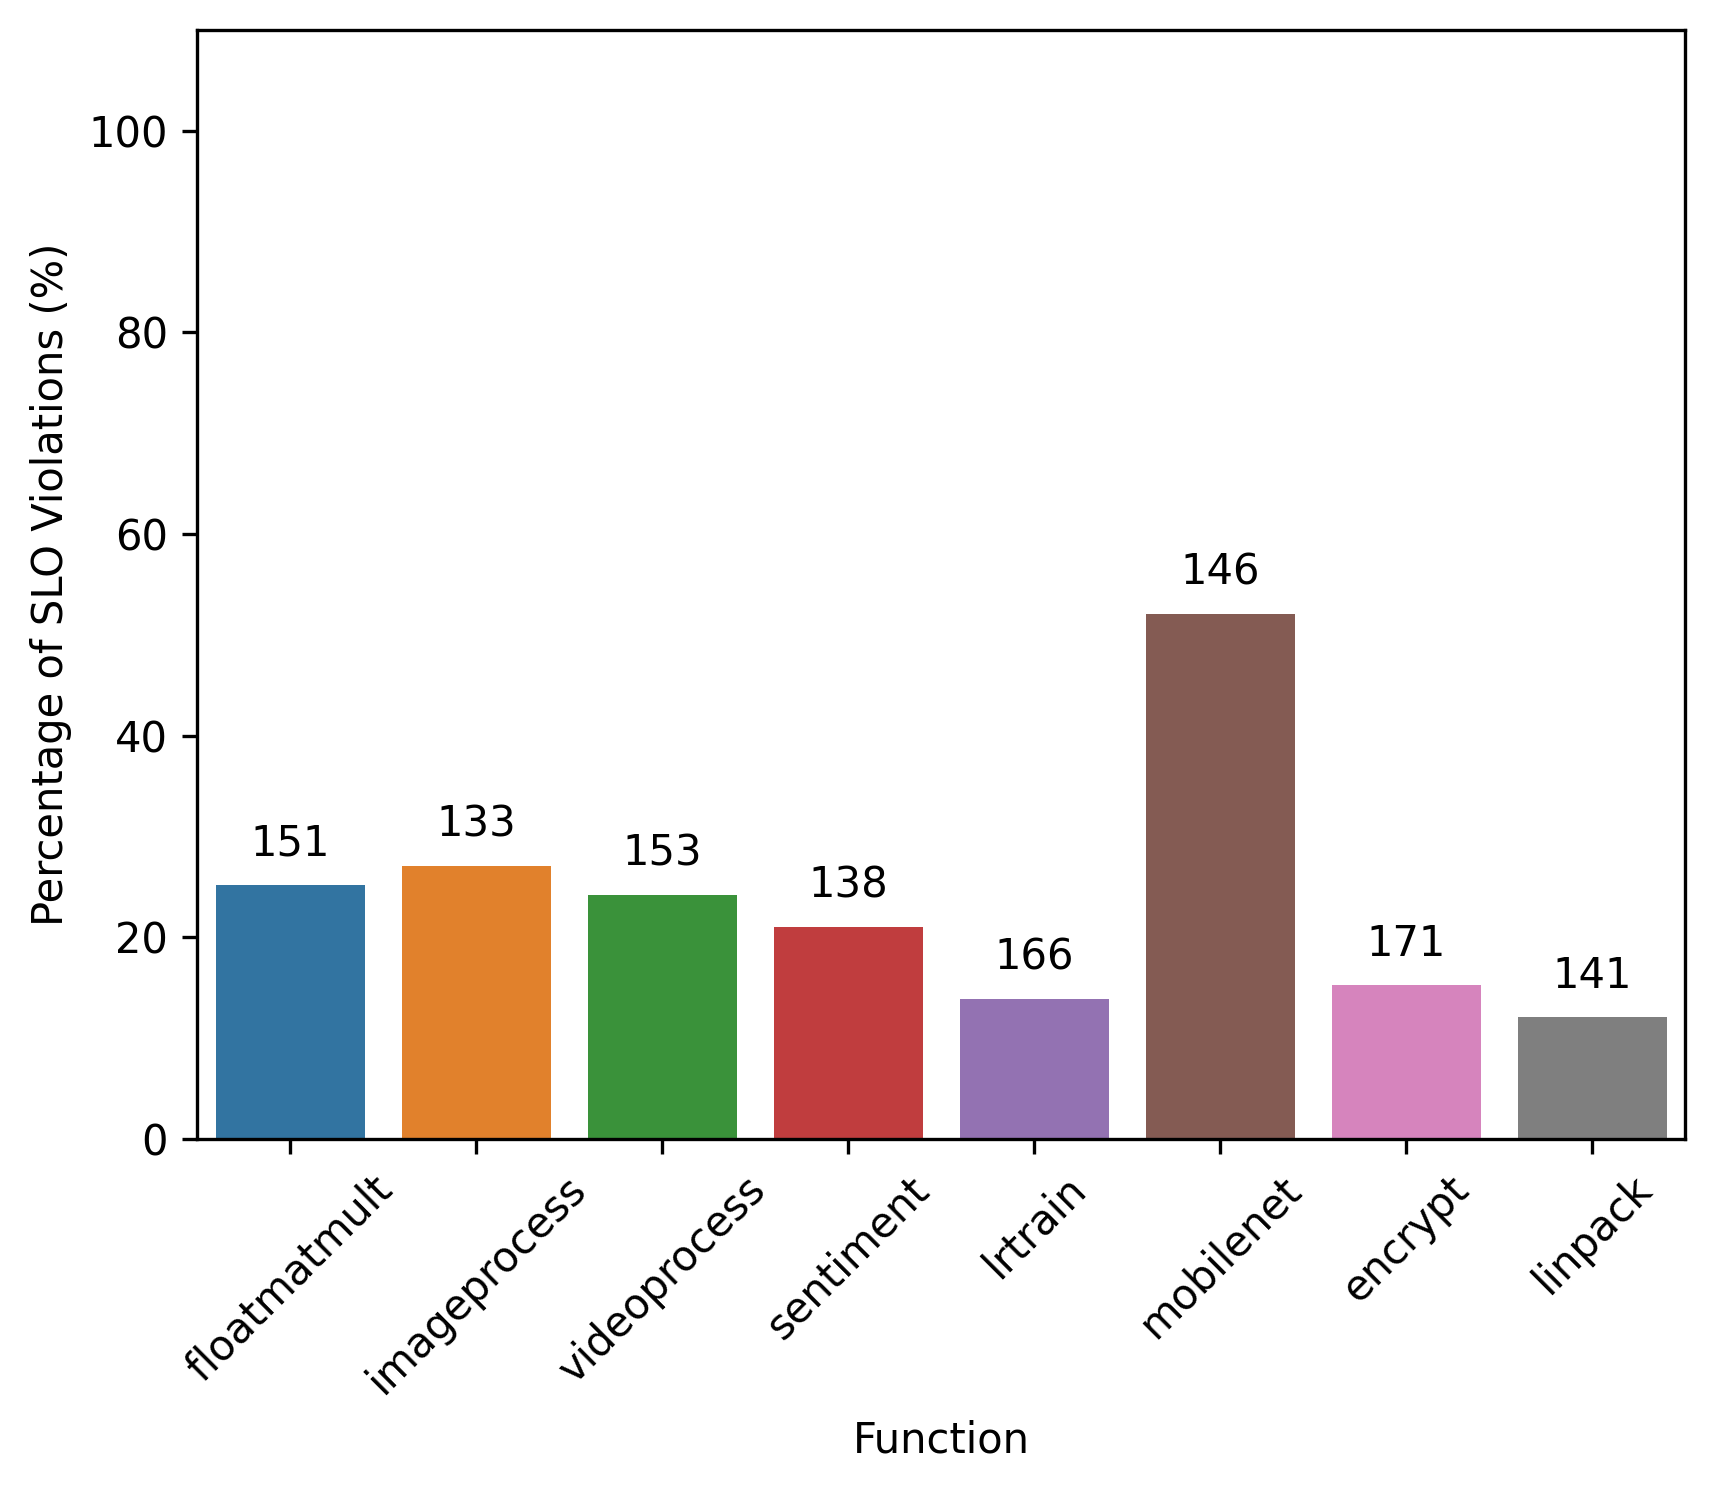 Percentage of SLO Violations (%)
100
80
60
40
20
0
151
133
153
138
166
146
171
141
floatmatmult
imageprocess
videoprocess
sentiment
lrtrain
mobilenet
encrypt
linpack
Function